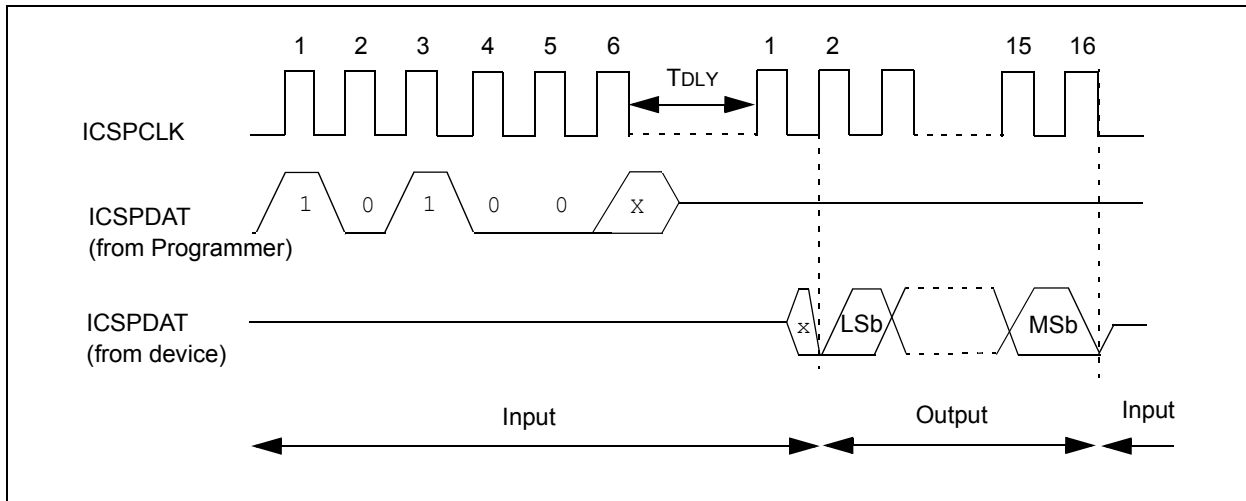 1 2 3 4 5 6 1 2 15 16
TDLY
ICSPCLK
1 0 1 0 0 x
ICSPDAT
(from Programmer)
ICSPDAT
(from device)
x LSb MSb
Input Output Input